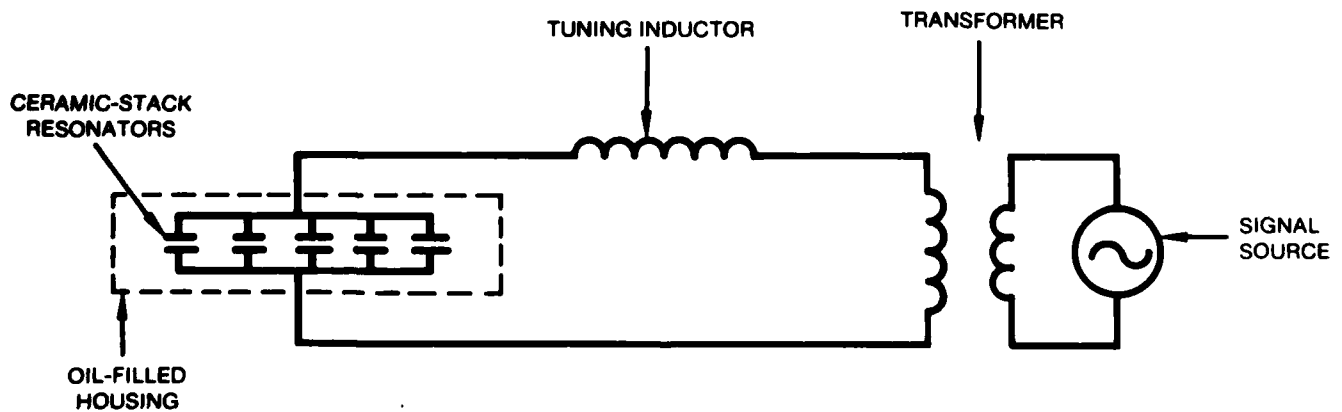 TUNING INDUCTOR
TRANSFORMER
CERAMIC-STACK
RESONATORS
SIGNAL
SOURCE
OIL-FILLED
HOUSING